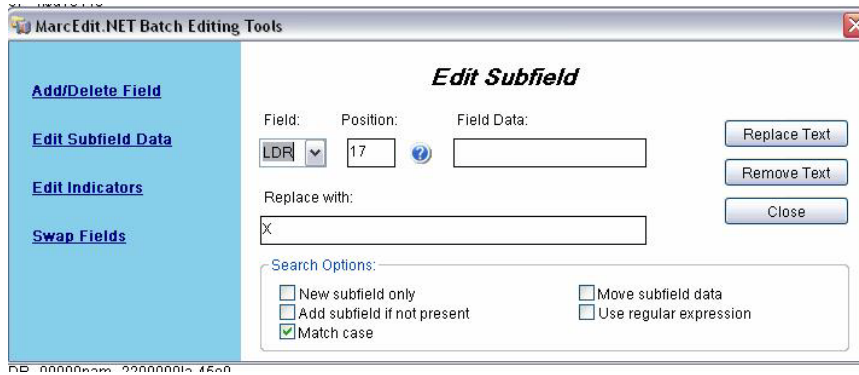 MarcEdit.NET Batch Editing Tools
Edit Subfield
Add/Delete Field
Edit Subfield Data
Edit Indicators
Swap Fields
Field: Position: Field Data:
LDR 17
Replace with:
X
Replace Text
Remove Text
Close
Search Options:
New subfield only
Add subfield if not present
Match case
Move subfield data
Use regular expression